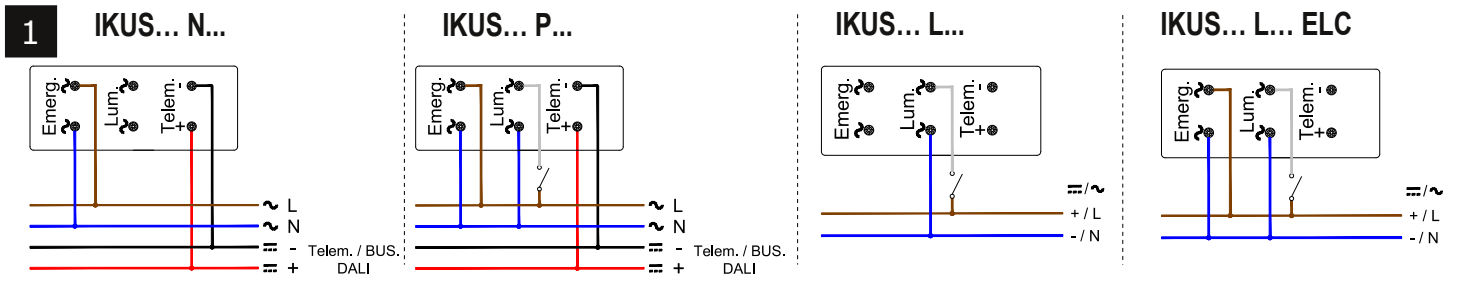 1
IKUS... N...
Emerg.
Lum.
Telem.
-
+
L
N
-
+
Telem. / BUS.
DALI
IKUS... P...
Emerg.
Lum.
Telem.
-
+
L
N
-
+
Telem. / BUS.
DALI
IKUS... L...
Emerg.
Lum.
Telem.
-
+
/
+ / L
- / N
IKUS... L... ELC
Emerg.
Lum.
Telem.
-
+
/
+ / L
- / N